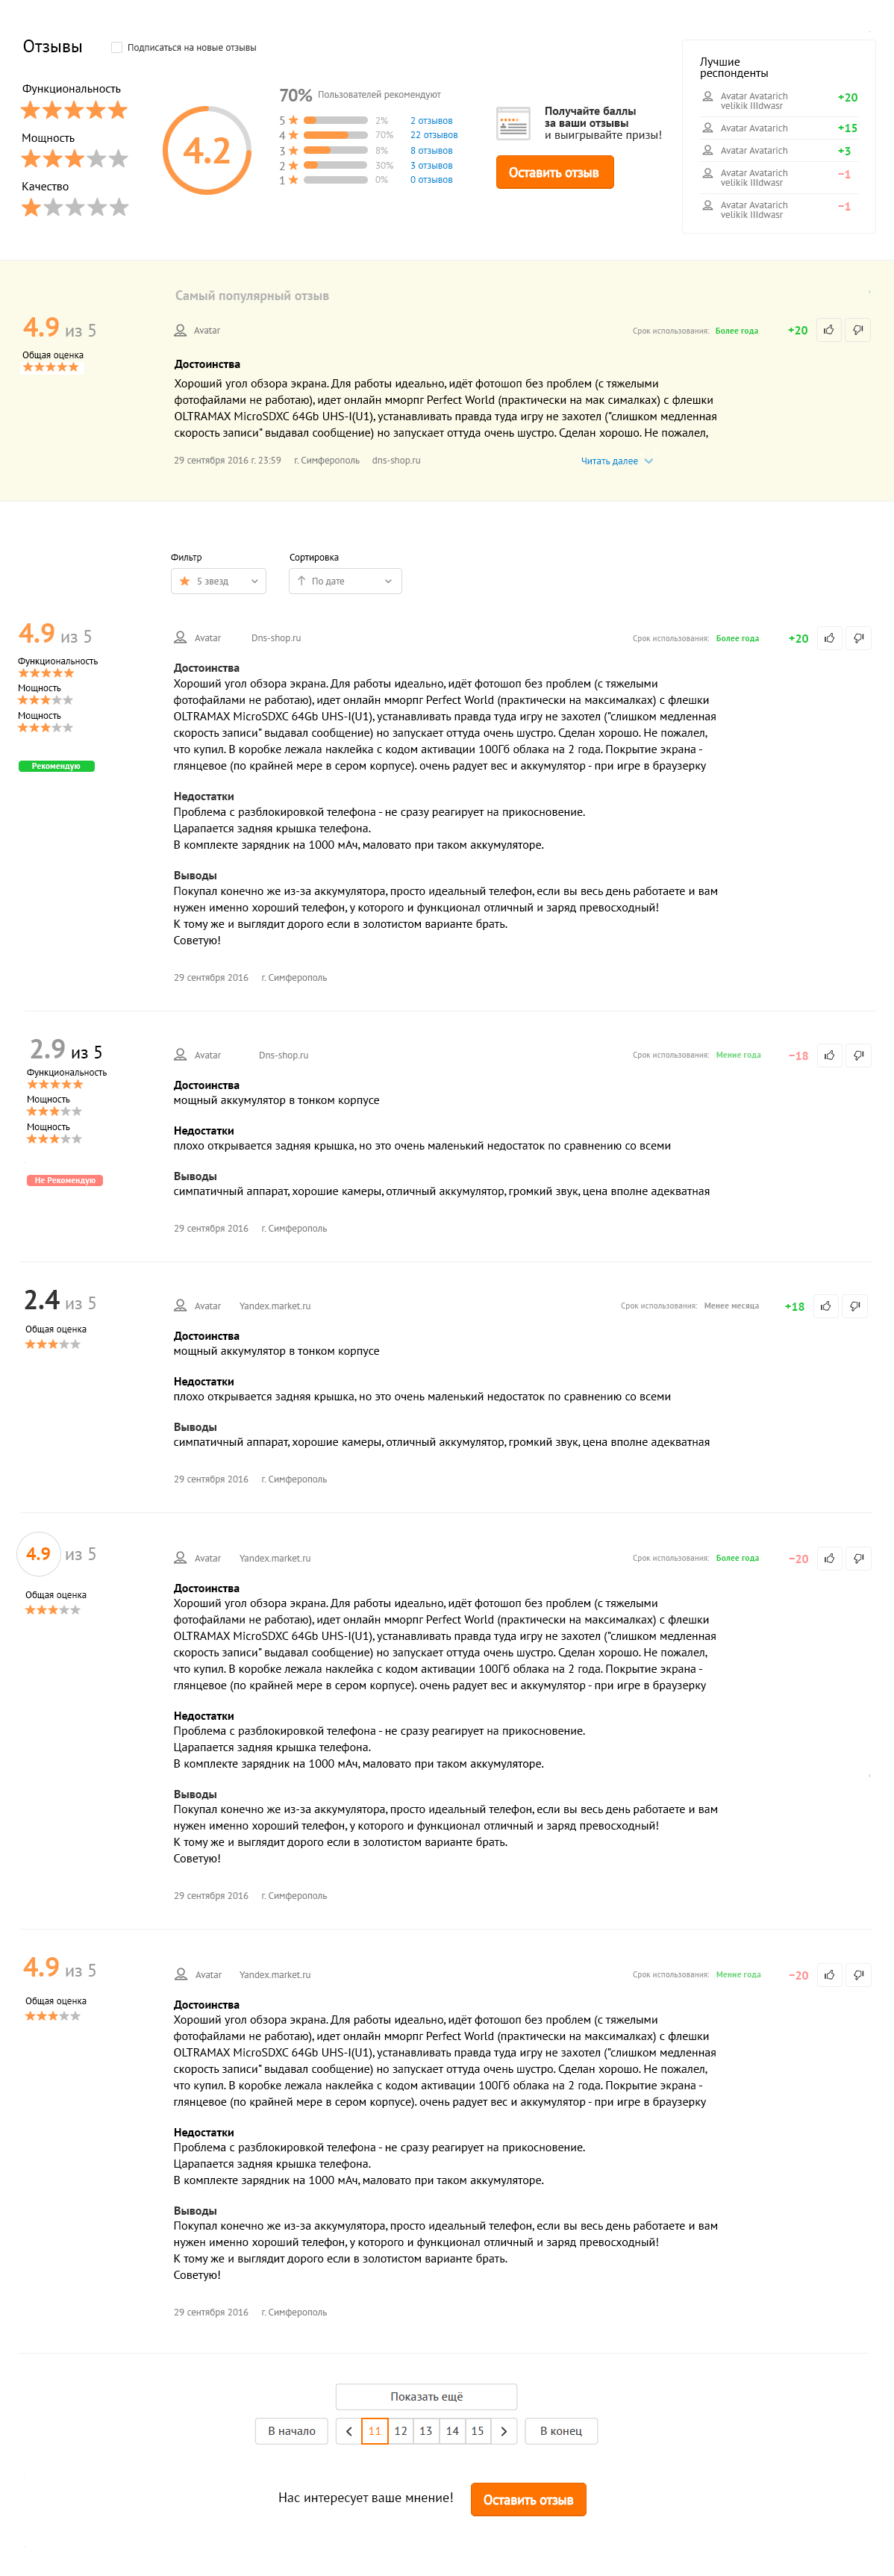 Отзывы
Подписаться на новые отзывы
Функциональность
Мощность
Качество
4.2
70% Пользователей рекомендуют
5 2% 2 отзывов
4 70% 22 отзывов
3 8% 8 отзывов
2 30% 3 отзывов
1 0% 0 отзывов
Получайте баллы
за ваши отзывы
и выигрывайте призы!
Оставить отзыв
Лучшие
респонденты
Avatar Avatarich
velikik IIIdwasr
+20
Avatar Avatarich +15
Avatar Avatarich +3
Avatar Avatarich
velikik IIIdwasr
−1
Avatar Avatarich
velikik IIIdwasr
−1
Самый популярный отзыв
4.9 из 5
Общая оценка
Avatar
Срок использования: Более года +20
Достоинства
Хороший угол обзора экрана. Для работы идеально, идёт фотошоп без проблем (с тяжелыми
фотофайлами не работаю), идет онлайн мморпг Perfect World (практически на мак сималках) с флешки
OLTRAMAX MicroSDXC 64Gb UHS-I(U1), устанавливать правда туда игру не захотел ("слишком медленная
скорость записи" выдавал сообщение) но запускает оттуда очень шустро. Сделан хорошо. Не пожалел,
29 сентября 2016 г. 23:59 г. Симферополь dns-shop.ru
Читать далее
Фильтр
5 звезд
Сортировка
По дате
4.9 из 5
Функциональность
Мощность
Мощность
Рекомендую
Avatar Dns-shop.ru
Срок использования: Более года +20
Достоинства
Хороший угол обзора экрана. Для работы идеально, идёт фотошоп без проблем (с тяжелыми
фотофайлами не работаю), идет онлайн мморпг Perfect World (практически на максималках) с флешки
OLTRAMAX MicroSDXC 64Gb UHS-I(U1), устанавливать правда туда игру не захотел ("слишком медленная
скорость записи" выдавал сообщение) но запускает оттуда очень шустро. Сделан хорошо. Не пожалел,
что купил. В коробке лежала наклейка с кодом активации 100Гб облака на 2 года. Покрытие экрана -
глянцевое (по крайней мере в сером корпусе). очень радует вес и аккумулятор - при игре в браузерку
Недостатки
Проблема с разблокировкой телефона - не сразу реагирует на прикосновение.
Царапается задняя крышка телефона.
В комплекте зарядник на 1000 мАч, маловато при таком аккумуляторе.
Выводы
Покупал конечно же из-за аккумулятора, просто идеальный телефон, если вы весь день работаете и вам
нужен именно хороший телефон, у которого и функционал отличный и заряд превосходный!
К тому же и выглядит дорого если в золотистом варианте брать.
Советую!
29 сентября 2016 г. Симферополь
2.9 из 5
Функциональность
Мощность
Мощность
Не Рекомендую
Avatar Dns-shop.ru
Срок использования: Менне года −18
Достоинства
мощный аккумулятор в тонком корпусе
Недостатки
плохо открывается задняя крышка, но это очень маленький недостаток по сравнению со всеми
Выводы
симпатичный аппарат, хорошие камеры, отличный аккумулятор, громкий звук, цена вполне адекватная
29 сентября 2016 г. Симферополь
2.4 из 5
Общая оценка
Avatar Yandex.market.ru
Срок использования: Менее месяца +18
Достоинства
мощный аккумулятор в тонком корпусе
Недостатки
плохо открывается задняя крышка, но это очень маленький недостаток по сравнению со всеми
Выводы
симпатичный аппарат, хорошие камеры, отличный аккумулятор, громкий звук, цена вполне адекватная
29 сентября 2016 г. Симферополь
4.9 из 5
Общая оценка
Avatar Yandex.market.ru
Срок использования: Более года −20
Достоинства
Хороший угол обзора экрана. Для работы идеально, идёт фотошоп без проблем (с тяжелыми
фотофайлами не работаю), идет онлайн мморпг Perfect World (практически на максималках) с флешки
OLTRAMAX MicroSDXC 64Gb UHS-I(U1), устанавливать правда туда игру не захотел ("слишком медленная
скорость записи" выдавал сообщение) но запускает оттуда очень шустро. Сделан хорошо. Не пожалел,
что купил. В коробке лежала наклейка с кодом активации 100Гб облака на 2 года. Покрытие экрана -
глянцевое (по крайней мере в сером корпусе). очень радует вес и аккумулятор - при игре в браузерку
Недостатки
Проблема с разблокировкой телефона - не сразу реагирует на прикосновение.
Царапается задняя крышка телефона.
В комплекте зарядник на 1000 мАч, маловато при таком аккумуляторе.
Выводы
Покупал конечно же из-за аккумулятора, просто идеальный телефон, если вы весь день работаете и вам
нужен именно хороший телефон, у которого и функционал отличный и заряд превосходный!
К тому же и выглядит дорого если в золотистом варианте брать.
Советую!
29 сентября 2016 г. Симферополь
4.9 из 5
Общая оценка
Avatar Yandex.market.ru
Срок использования: Менне года −20
Достоинства
Хороший угол обзора экрана. Для работы идеально, идёт фотошоп без проблем (с тяжелыми
фотофайлами не работаю), идет онлайн мморпг Perfect World (практически на максималках) с флешки
OLTRAMAX MicroSDXC 64Gb UHS-I(U1), устанавливать правда туда игру не захотел ("слишком медленная
скорость записи" выдавал сообщение) но запускает оттуда очень шустро. Сделан хорошо. Не пожалел,
что купил. В коробке лежала наклейка с кодом активации 100Гб облака на 2 года. Покрытие экрана -
глянцевое (по крайней мере в сером корпусе). очень радует вес и аккумулятор - при игре в браузерку
Недостатки
Проблема с разблокировкой телефона - не сразу реагирует на прикосновение.
Царапается задняя крышка телефона.
В комплекте зарядник на 1000 мАч, маловато при таком аккумуляторе.
Выводы
Покупал конечно же из-за аккумулятора, просто идеальный телефон, если вы весь день работаете и вам
нужен именно хороший телефон, у которого и функционал отличный и заряд превосходный!
К тому же и выглядит дорого если в золотистом варианте брать.
Советую!
29 сентября 2016 г. Симферополь
Показать ещё
В начало 11 12 13 14 15 В конец
Нас интересует ваше мнение! Оставить отзыв